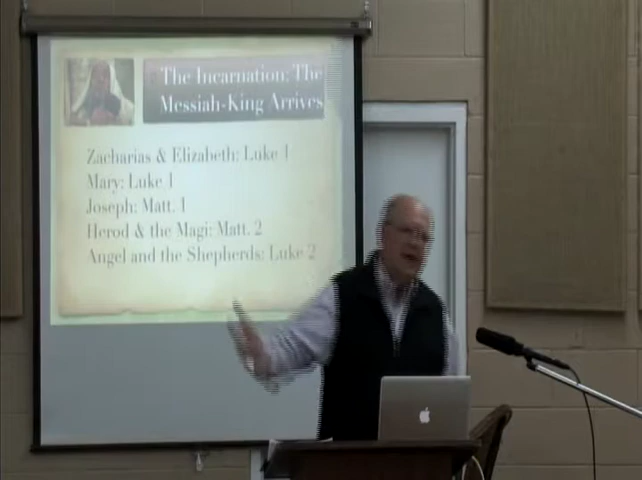 The Incarnation: The
Messiah-King Arrives
Zacharias & Elizabeth: Luke 1
Mary: Luke 1
Joseph: Matt. 1
Herod & the Magi: Matt. 2
Angel and the Shepherds: Luke 2